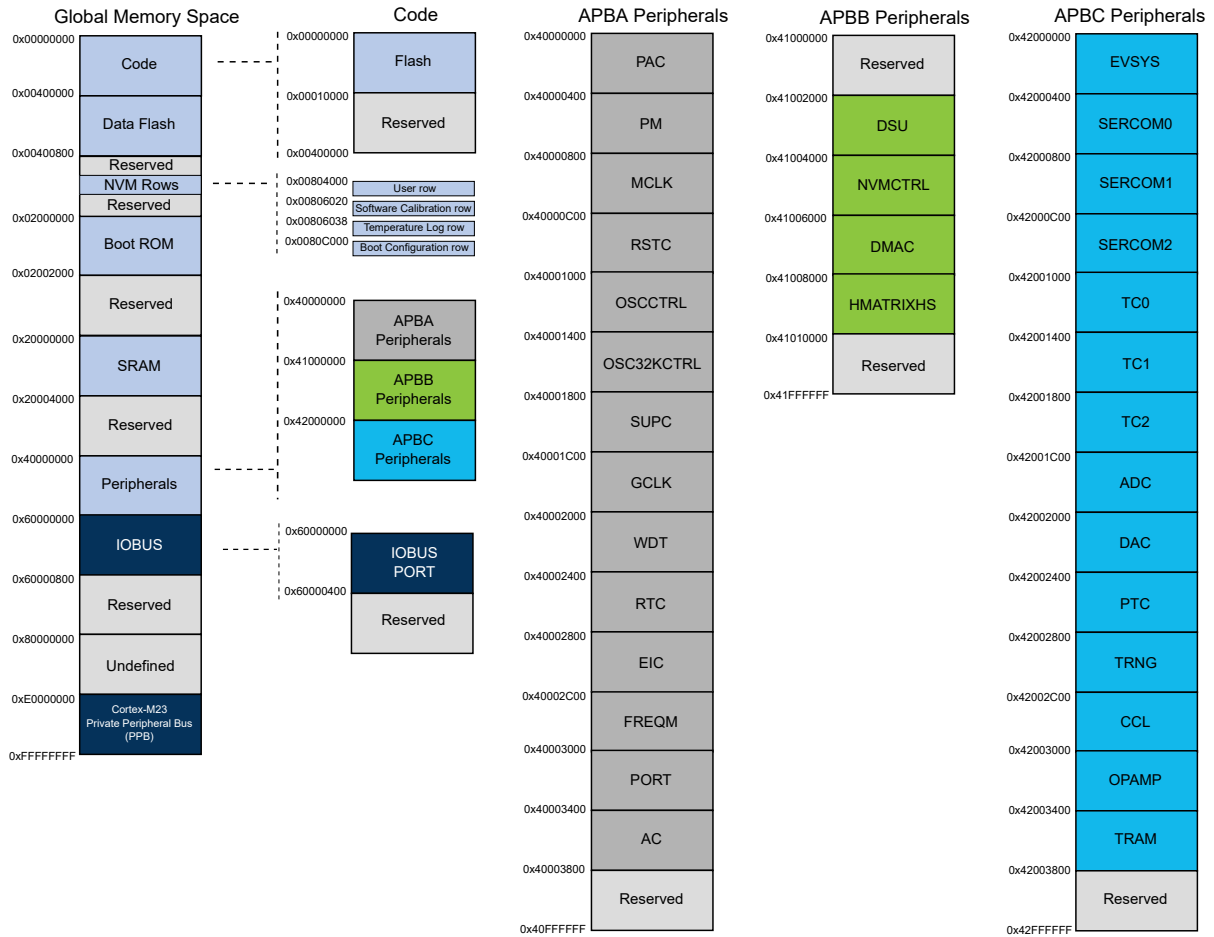 Global Memory Space
0x00000000
Code
0x00400000
Data Flash
0x00400800
Reserved
NVM Rows
Reserved
0x02000000
Boot ROM
0x02002000
Reserved
0x20000000
SRAM
0x20004000
Reserved
0x40000000
Peripherals
0x60000000
IOBUS
0x60000800
Reserved
0x80000000
Undefined
0xE0000000
Cortex-M23
Private Peripheral Bus
(PPB)
0xFFFFFFFF
Code
0x00000000
Flash
0x00010000
Reserved
0x00400000
0x00804000
User row
0x00806020
Software Calibration row
0x00806038
Temperature Log row
0x0080C000
Boot Configuration row
0x40000000
APBA
Peripherals
0x41000000
APBB
Peripherals
0x42000000
APBC
Peripherals
0x60000000
IOBUS
PORT
0x60000400
Reserved
APBA Peripherals
0x40000000
PAC
0x40000400
PM
0x40000800
MCLK
0x40000C00
RSTC
0x40001000
OSCCTRL
0x40001400
OSC32KCTRL
0x40001800
SUPC
0x40001C00
GCLK
0x40002000
WDT
0x40002400
RTC
0x40002800
EIC
0x40002C00
FREQM
0x40003000
PORT
0x40003400
AC
0x40003800
Reserved
0x40FFFFFF
APBB Peripherals
0x41000000
Reserved
0x41002000
DSU
0x41004000
NVMCTRL
0x41006000
DMAC
0x41008000
HMATRIXHS
0x41010000
Reserved
0x41FFFFFF
APBC Peripherals
0x42000000
EVSYS
0x42000400
SERCOM0
0x42000800
SERCOM1
0x42000C00
SERCOM2
0x42001000
TC0
0x42001400
TC1
0x42001800
TC2
0x42001C00
ADC
0x42002000
DAC
0x42002400
PTC
0x42002800
TRNG
0x42002C00
CCL
0x42003000
OPAMP
0x42003400
TRAM
0x42003800
Reserved
0x42FFFFFF